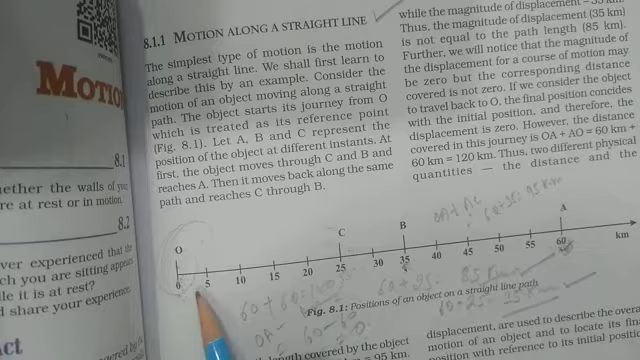 MOTIO
8.1
ether the walls of
re at rest or in motion.
8.2
ver experienced that the
ch you are sitting appears
le it is at rest?
d share your experience.
ct
8.1.1 MOTION ALONG A STRAIGHT LINE
The simplest type of motion is the motion
along a straight line. We shall first learn to
describe this by an example. Consider the
motion of an object moving along a straight
path. The object starts its journey from O
which is treated as its reference point
(Fig. 8.1). Let A, B and C represent the
position of the object at different instants. At
first, the object moves through C and B and
reaches A. Then it moves back along the same
path and reaches C through B.
while the magnitude of displacement = 35 km.
Thus, the magnitude of displacement (35 km)
is not equal to the path length (85 km).
Further, we will notice that the magnitude of
the displacement for a course of motion may
be zero but the corresponding distance
covered is not zero. If we consider the object
to travel back to O, the final position concides
with the initial position, and therefore, the
displacement is zero. However, the distance
covered in this journey is OA + AO = 60 km +
60 km = 120 km. Thus, two different physical
quantities — the distance and the
O C B A
0 5 10 15 20 25 30 35 40 45 50 55 60 km
Fig. 8.1: Positions of an object on a straight line path
length covered by the object
= 95 km.
displacement, are used to describe the overall
motion of an object and to locate its final
position with reference to its initial position